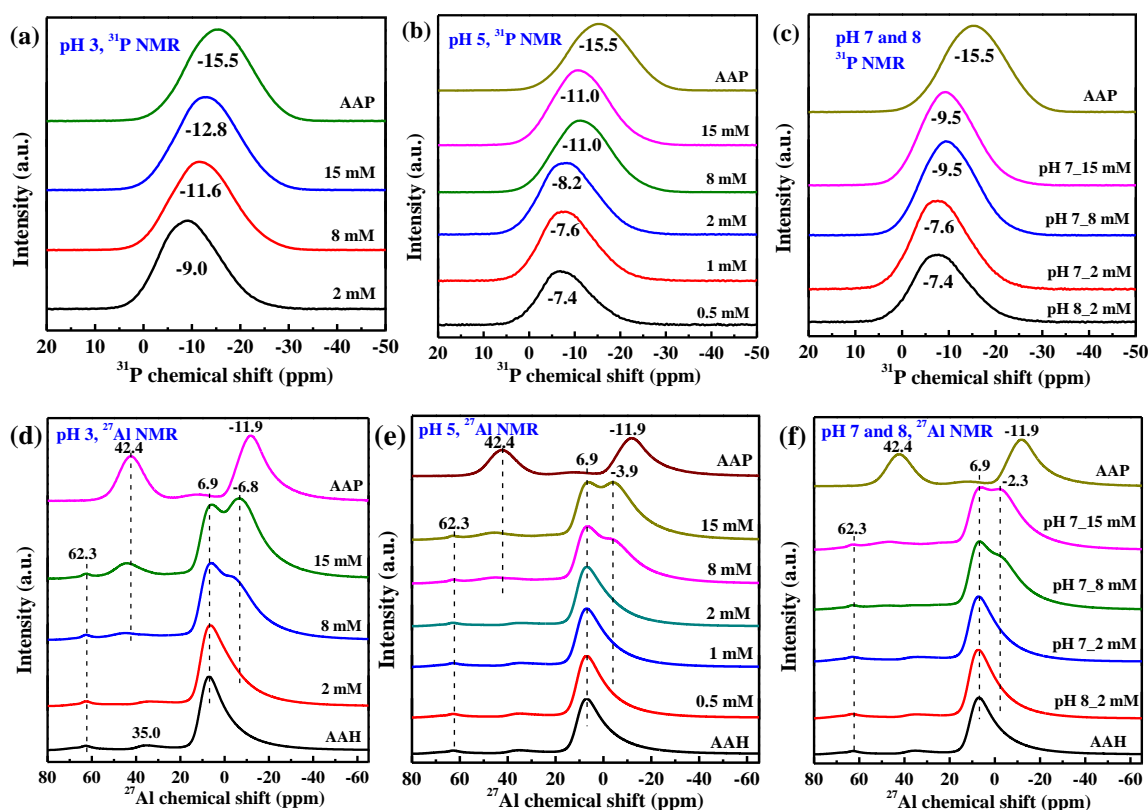 (a)
pH 3, ³¹P NMR
-15.5
AAP
-12.8
15 mM
-11.6
8 mM
-9.0
2 mM
Intensity (a.u.)
20 10 0 -10 -20 -30 -40 -50
³¹P chemical shift (ppm)
(b)
pH 5, ³¹P NMR
-15.5
AAP
-11.0
15 mM
-11.0
8 mM
-8.2
2 mM
-7.6
1 mM
-7.4
0.5 mM
Intensity (a.u.)
20 10 0 -10 -20 -30 -40 -50
³¹P chemical shift (ppm)
(c)
pH 7 and 8
³¹P NMR
-15.5
AAP
-9.5
pH 7_15 mM
-9.5
pH 7_8 mM
-7.6
pH 7_2 mM
-7.4
pH 8_2 mM
Intensity (a.u.)
20 10 0 -10 -20 -30 -40 -50
³¹P chemical shift (ppm)
(d)
pH 3, ²⁷Al NMR
-11.9
42.4
AAP
6.9
-6.8
62.3
15 mM
8 mM
2 mM
35.0
AAH
Intensity (a.u.)
80 60 40 20 0 -20 -40 -60
²⁷Al chemical shift (ppm)
(e)
pH 5, ²⁷Al NMR
-11.9
42.4
AAP
6.9
-3.9
62.3
15 mM
8 mM
2 mM
1 mM
0.5 mM
AAH
Intensity (a.u.)
80 60 40 20 0 -20 -40 -60
²⁷Al chemical shift (ppm)
(f)
pH 7 and 8, ²⁷Al NMR
-11.9
42.4
AAP
6.9
-2.3
62.3
pH 7_15 mM
pH 7_8 mM
pH 7_2 mM
pH 8_2 mM
AAH
Intensity (a.u.)
80 60 40 20 0 -20 -40 -60
²⁷Al chemical shift (ppm)